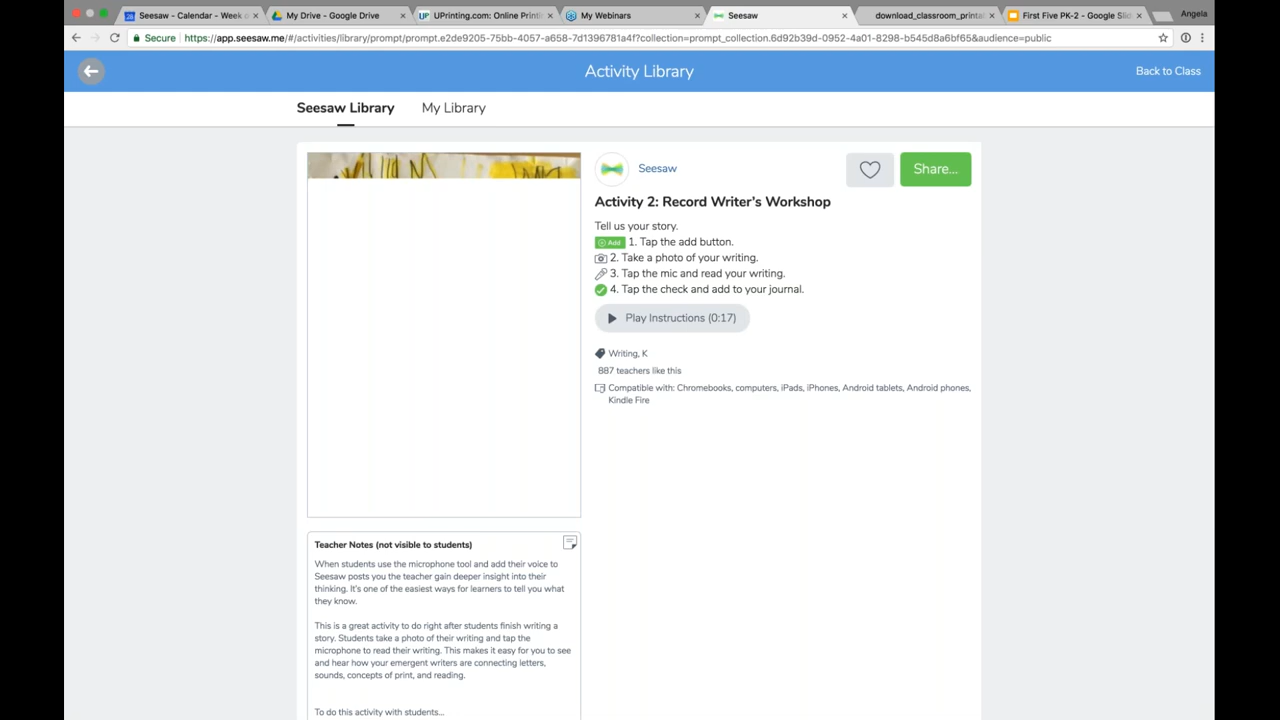 Seesaw - Calendar - Week o
My Drive - Google Drive
UPrinting.com: Online Printin
My Webinars
Seesaw
download_classroom_printa
First Five PK-2 - Google Slid
Angela
Secure
https://app.seesaw.me/#/activities/library/prompt/prompt.e2de9205-75bb-4057-a658-7d1396781a4f?collection=prompt_collection.6d92b39d-0952-4a01-8298-b545d8a6bf65&audience=public
Activity Library
Back to Class
Seesaw Library
My Library
Seesaw
Share...
Activity 2: Record Writer's Workshop
Tell us your story.
Add 1. Tap the add button.
2. Take a photo of your writing.
3. Tap the mic and read your writing.
4. Tap the check and add to your journal.
Play Instructions (0:17)
Writing, K
887 teachers like this
Compatible with: Chromebooks, computers, iPads, iPhones, Android tablets, Android phones,
Kindle Fire
Teacher Notes (not visible to students)
When students use the microphone tool and add their voice to
Seesaw posts you the teacher gain deeper insight into their
thinking. It's one of the easiest ways for learners to tell you what
they know.
This is a great activity to do right after students finish writing a
story. Students take a photo of their writing and tap the
microphone to read their writing. This makes it easy for you to see
and hear how your emergent writers are connecting letters,
sounds, concepts of print, and reading.
To do this activity with students...